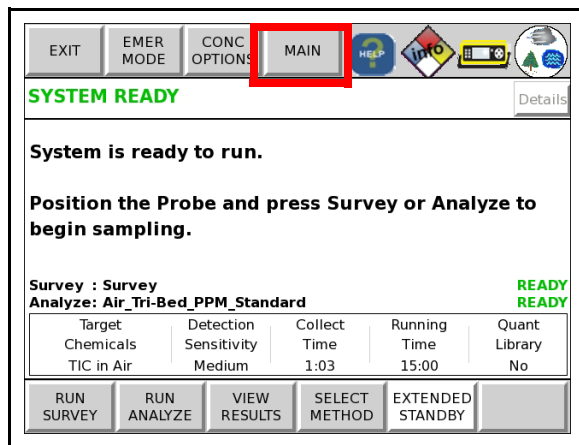 EXIT
EMER
MODE
CONC
OPTIONS
MAIN
HELP
info
SYSTEM READY
Details
System is ready to run.
Position the Probe and press Survey or Analyze to
begin sampling.
Survey : Survey READY
Analyze: Air_Tri-Bed_PPM_Standard READY
Target Detection Collect Running Quant
Chemicals Sensitivity Time Time Library
TIC in Air Medium 1:03 15:00 No
RUN
SURVEY
RUN
ANALYZE
VIEW
RESULTS
SELECT
METHOD
EXTENDED
STANDBY